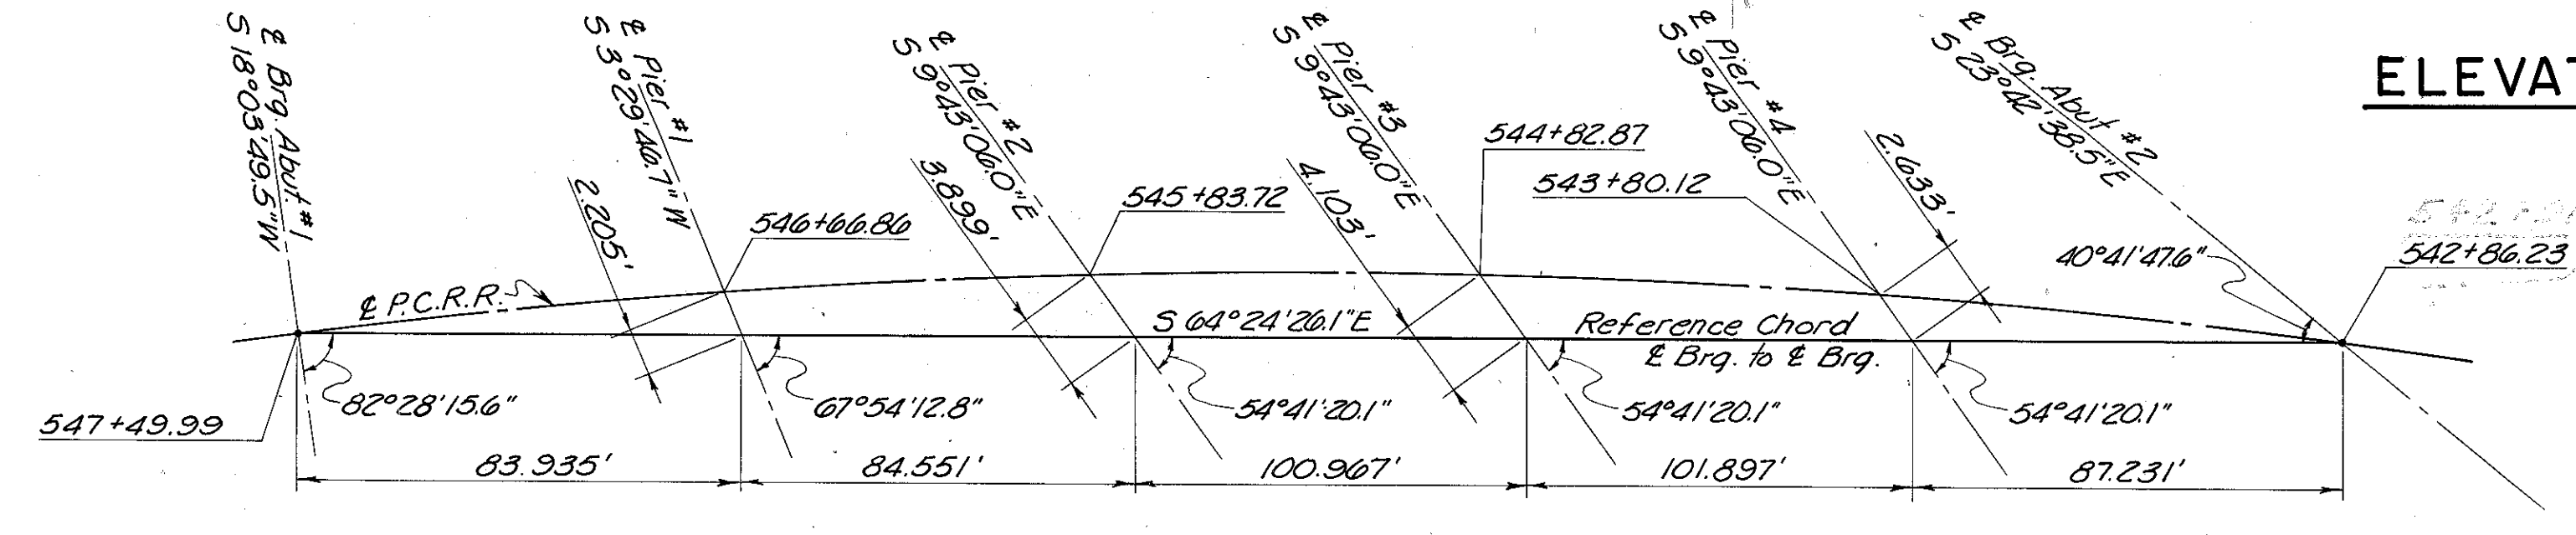 ℄ Brg. Abut. #1
S 18°03'49.5"W
℄ Pier #1
S 3°29'46.7"W
℄ Pier #2
S 9°43'06.0"E
℄ Pier #3
S 9°43'06.0"E
℄ Pier #4
S 9°43'06.0"E
℄ Brg. Abut #2
S 23°42'38.5"E
ELEVAT
2.205'
546+66.86
3.899'
545+83.72
4.103'
544+82.87
543+80.12
2.633'
40°41'47.6"
542+86.23
℄ P.C.R.R.
S 64°24'26.1"E
Reference Chord
℄ Brg. to ℄ Brg.
547+49.99
82°28'15.6"
67°54'12.8"
54°41'20.1"
54°41'20.1"
54°41'20.1"
83.935'
84.551'
100.967'
101.897'
87.231'